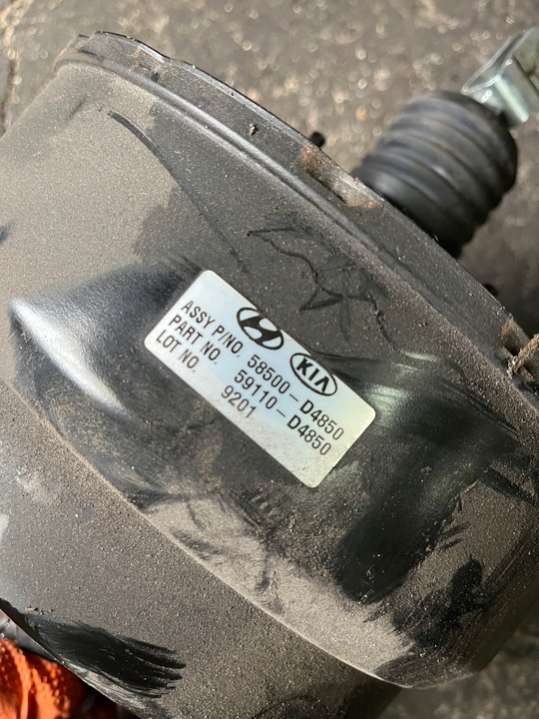 KIA
ASSY P/NO. 58500-D4850
PART NO. 59110-D4850
LOT NO. 9201